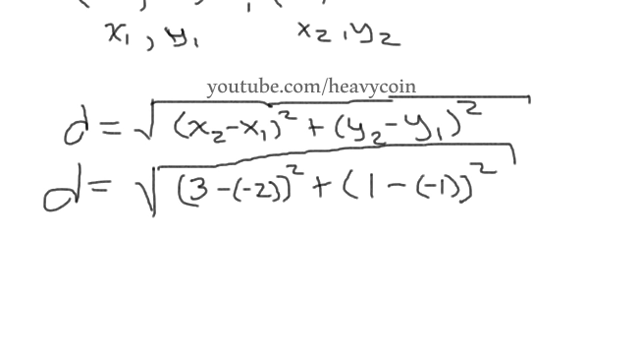 x₁ , y₁ x₂ , y₂
youtube.com/heavycoin
d = √(x₂-x₁)² + (y₂-y₁)²
d = √(3-(-2))² + (1-(-1))²